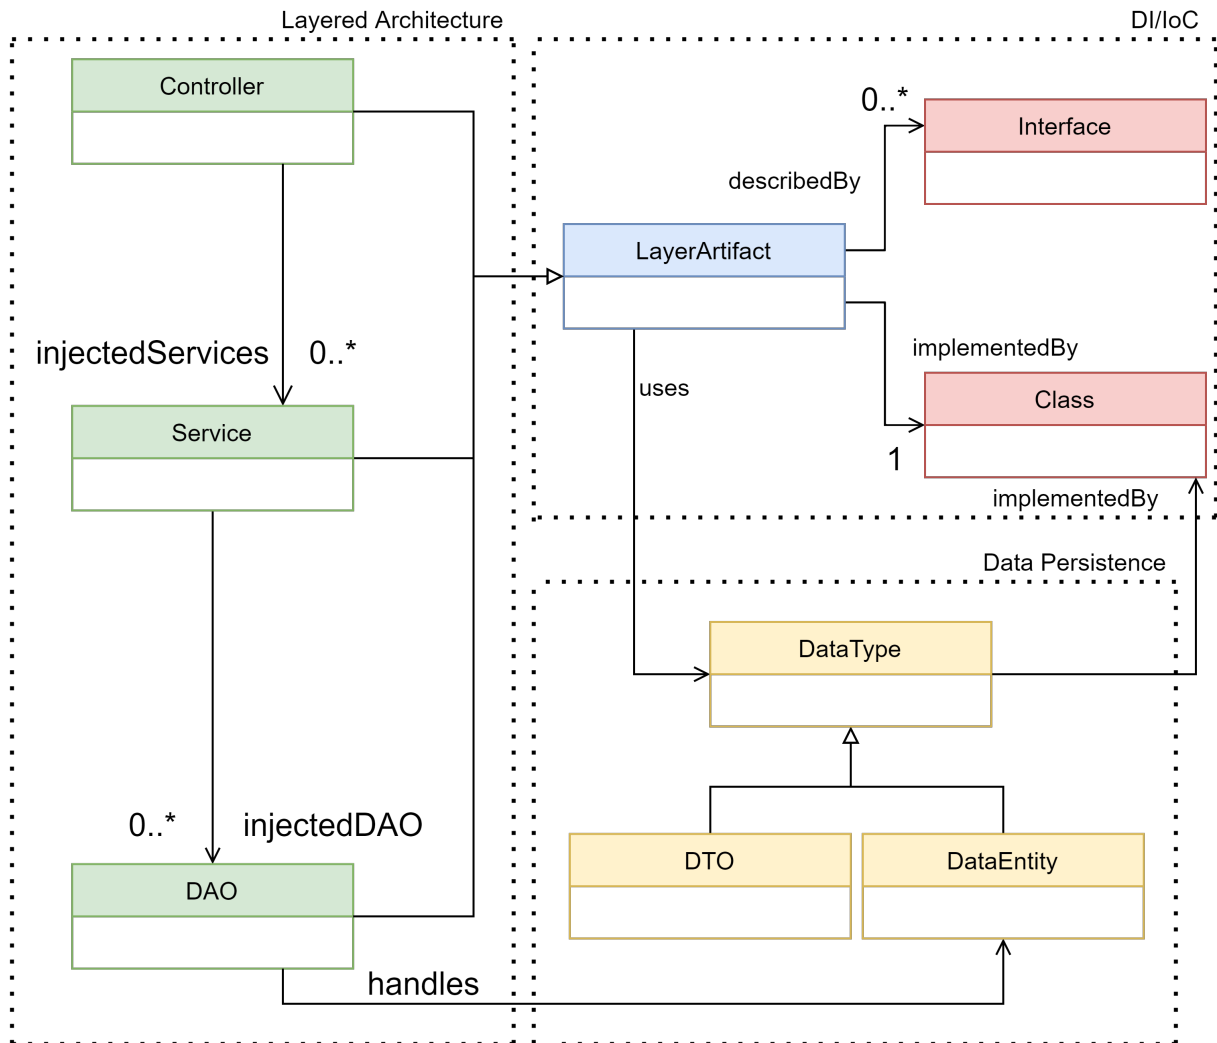 Layered Architecture
DI/IoC
Controller
0..*
Interface
describedBy
LayerArtifact
injectedServices
0..*
implementedBy
uses
Class
Service
1
implementedBy
Data Persistence
DataType
0..*
injectedDAO
DTO
DataEntity
DAO
handles